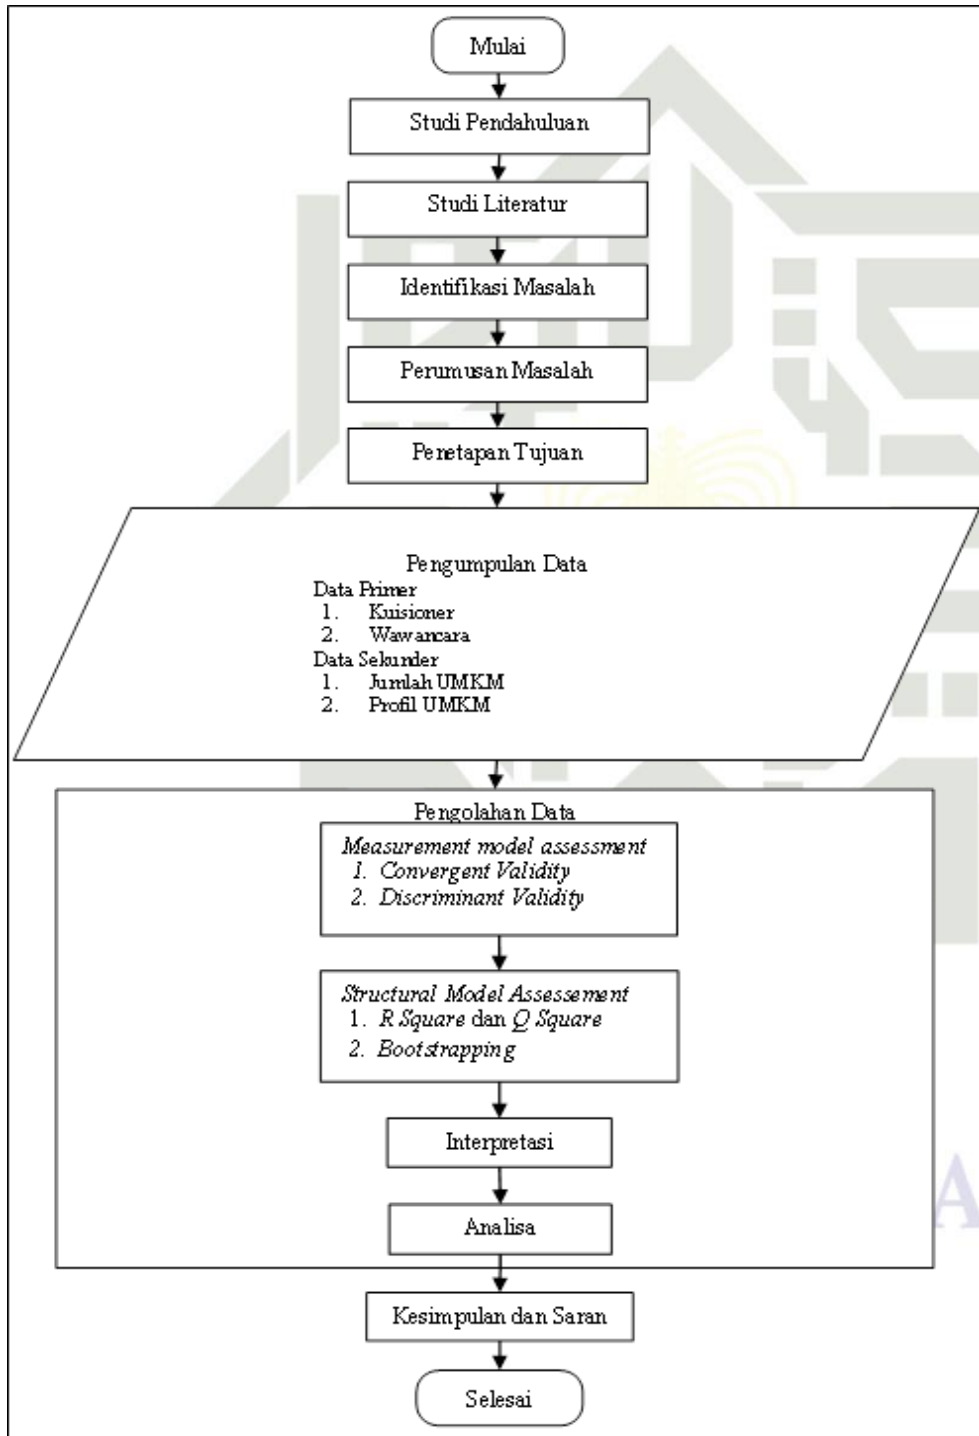 Mulai
Studi Pendahuluan
Studi Literatur
Identifikasi Masalah
Perumusan Masalah
Penetapan Tujuan
Pengumpulan Data
Data Primer
1. Kuisioner
2. Wawancara
Data Sekunder
1. Jumlah UMKM
2. Profil UMKM
Pengolahan Data
Measurement model assessment
1. Convergent Validity
2. Discriminant Validity
Structural Model Assessement
1. R Square dan Q Square
2. Bootstrapping
Interpretasi
Analisa
A
Kesimpulan dan Saran
Selesai